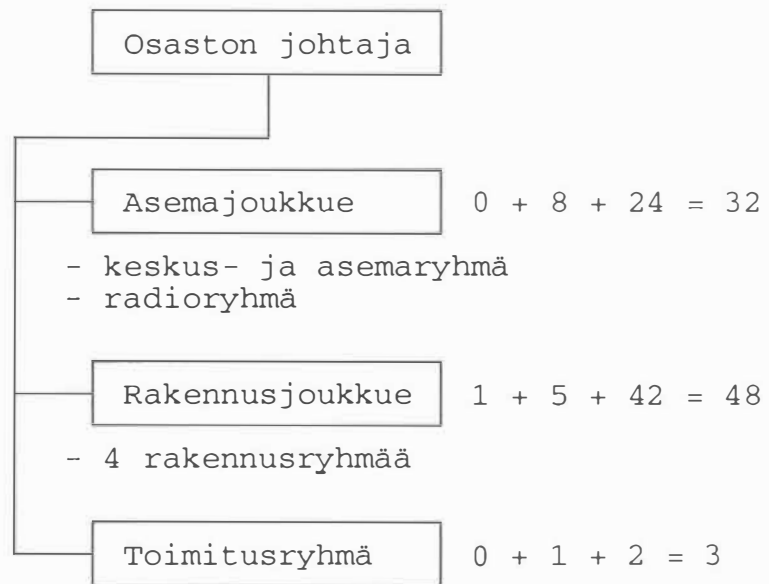 Osaston johtaja
Asemajoukkue 0 + 8 + 24 = 32
- keskus- ja asemaryhmä
- radioryhmä
Rakennusjoukkue 1 + 5 + 42 = 48
- 4 rakennusryhmää
Toimitusryhmä 0 + 1 + 2 = 3